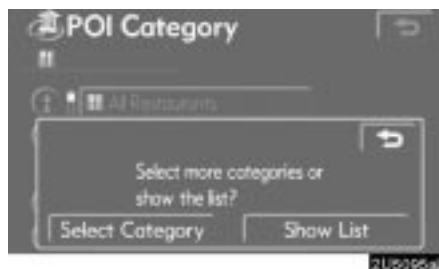 POI Category
All Restaurants
Select more categories or
show the list?
Select Category Show List
2U5095a